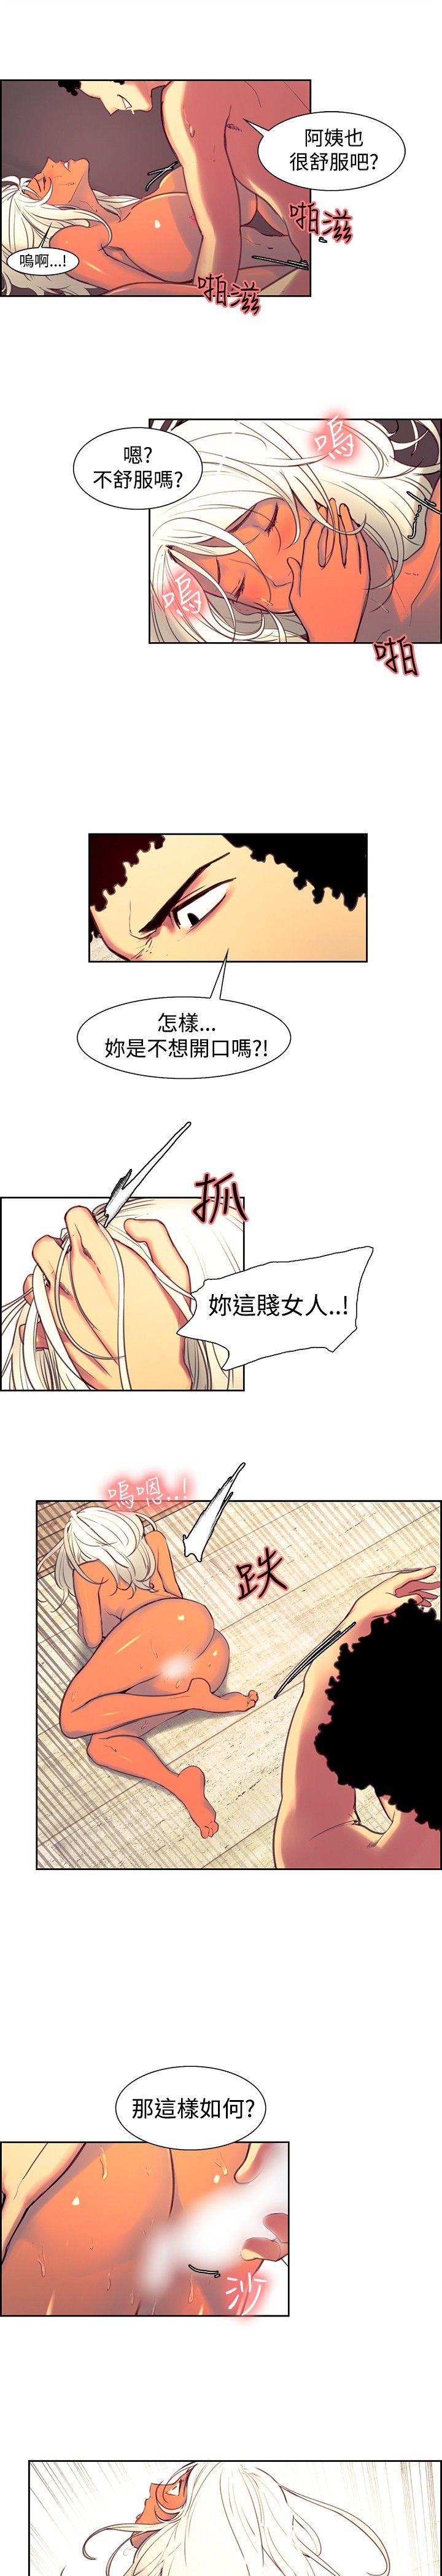 阿姨也
很舒服吧?
啪滋
嗚啊...!
啪滋
嗚
嗯?
不舒服嗎?
嗚
啪
怎樣...
妳是不想開口嗎?!
抓
妳這賤女人..!
嗚嗯..!
跌
那這樣如何?
沙